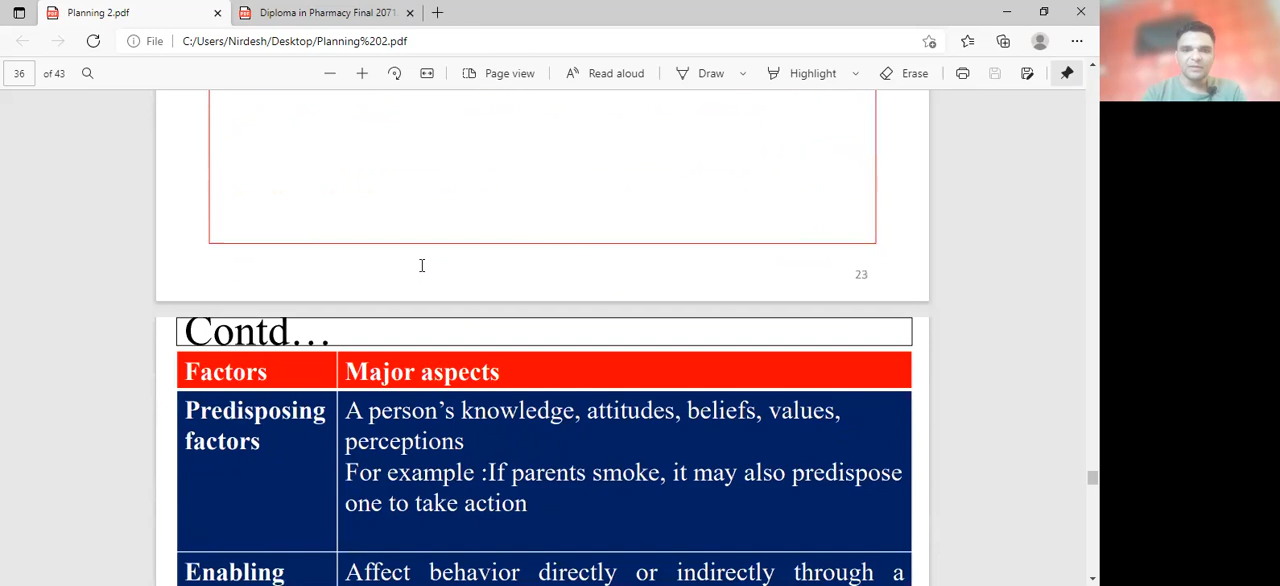 Planning 2.pdf
Diploma in Pharmacy Final 2071
File C:/Users/Nirdesh/Desktop/Planning%202.pdf
36 of 43 Page view Read aloud Draw Highlight Erase
23
Contd…
Factors Major aspects
Predisposing factors
A person's knowledge, attitudes, beliefs, values,
perceptions
For example :If parents smoke, it may also predispose
one to take action
Enabling Affect behavior directly or indirectly through a